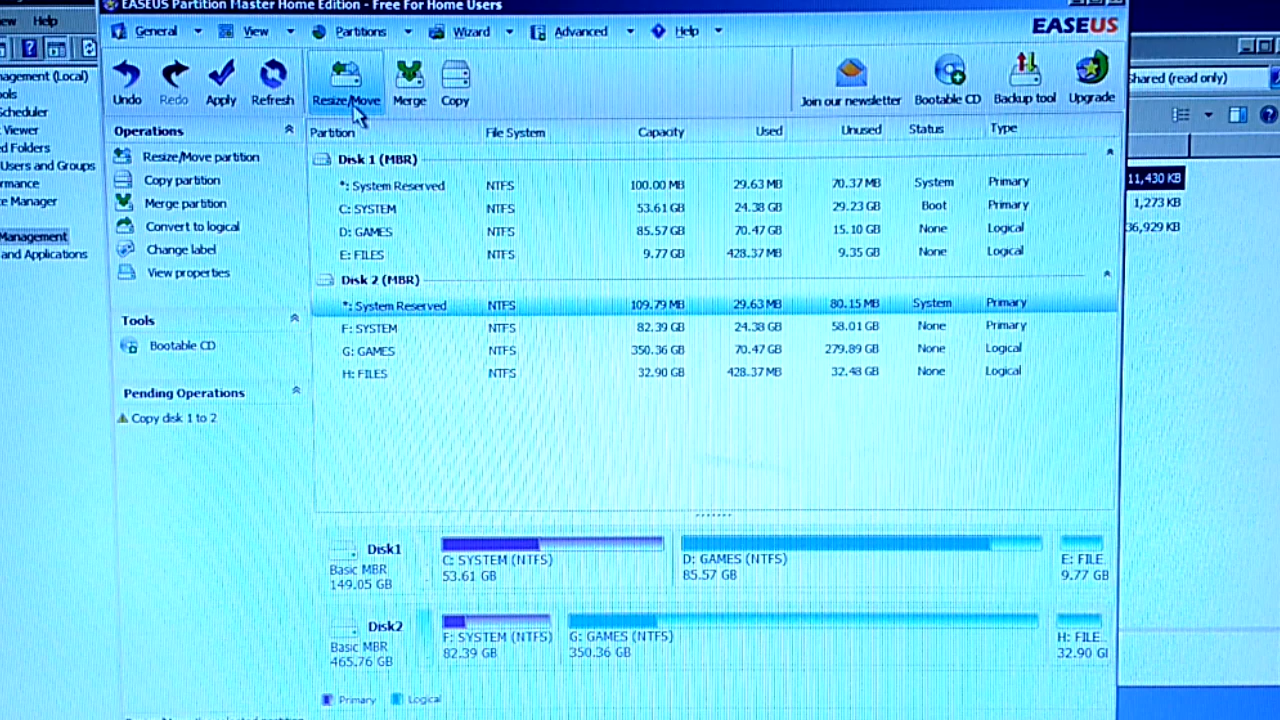 EASEUS Partition Master Home Edition - Free For Home Users
Help
General View Partitions Wizard Advanced Help
EASEUS
Undo Redo Apply Refresh Resize/Move Merge Copy Join our newsletter Bootable CD Backup tool Upgrade
Shared (read only)
Operations
Resize/Move partition
Copy partition
Merge partition
Convert to logical
Change label
View properties
Tools
Bootable CD
Pending Operations
Copy disk 1 to 2
Partition File System Capacity Used Unused Status Type
Disk 1 (MBR)
*: System Reserved NTFS 100.00 MB 29.63 MB 70.37 MB System Primary
C: SYSTEM NTFS 53.61 GB 24.38 GB 29.23 GB Boot Primary
D: GAMES NTFS 85.57 GB 70.47 GB 15.10 GB None Logical
E: FILES NTFS 9.77 GB 428.37 MB 9.35 GB None Logical
Disk 2 (MBR)
*: System Reserved NTFS 109.79 MB 29.63 MB 80.15 MB System Primary
F: SYSTEM NTFS 82.39 GB 24.38 GB 58.01 GB None Primary
G: GAMES NTFS 350.36 GB 70.47 GB 279.89 GB None Logical
H: FILES NTFS 32.90 GB 428.37 MB 32.48 GB None Logical
Disk1
Basic MBR
149.05 GB
C: SYSTEM (NTFS)
53.61 GB
D: GAMES (NTFS)
85.57 GB
E: FILE
9.77 GB
Disk2
Basic MBR
465.76 GB
F: SYSTEM (NTFS)
82.39 GB
G: GAMES (NTFS)
350.36 GB
H: FILE
32.90 G
Primary Logical
nagement (Local)
ols
Scheduler
Viewer
d Folders
Users and Groups
rmance
e Manager
Management
and Applications
11,430 KB
1,273 KB
36,929 KB